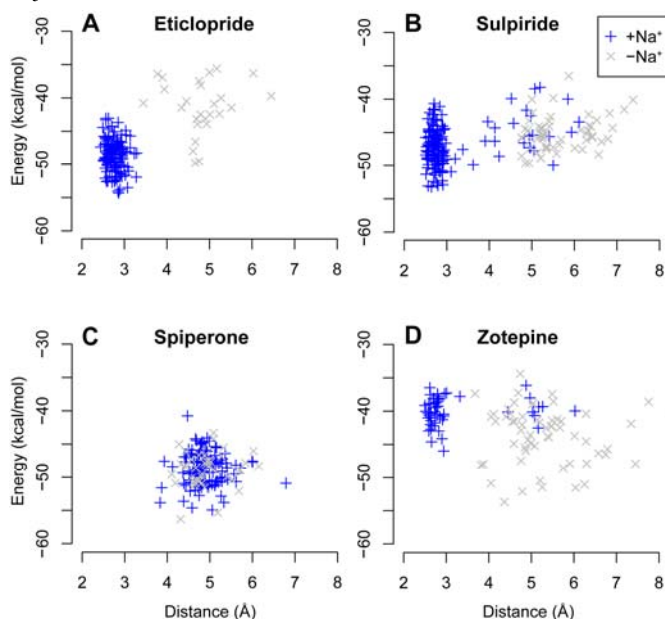 A Eticlopride
B Sulpiride
+Na⁺
−Na⁺
Energy (kcal/mol)
−30
−40
−50
−60
2 3 4 5 6 7 8
−30
−40
−50
−60
2 3 4 5 6 7 8
C Spiperone
D Zotepine
Energy (kcal/mol)
−30
−40
−50
−60
2 3 4 5 6 7 8
Distance (Å)
−30
−40
−50
−60
2 3 4 5 6 7 8
Distance (Å)